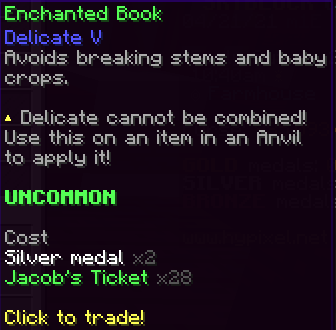 Enchanted Book
Delicate V
Avoids breaking stems and baby
crops.
▲ Delicate cannot be combined!
Use this on an item in an Anvil
to apply it!
UNCOMMON
Cost
Silver medal x2
Jacob's Ticket x28
Click to trade!